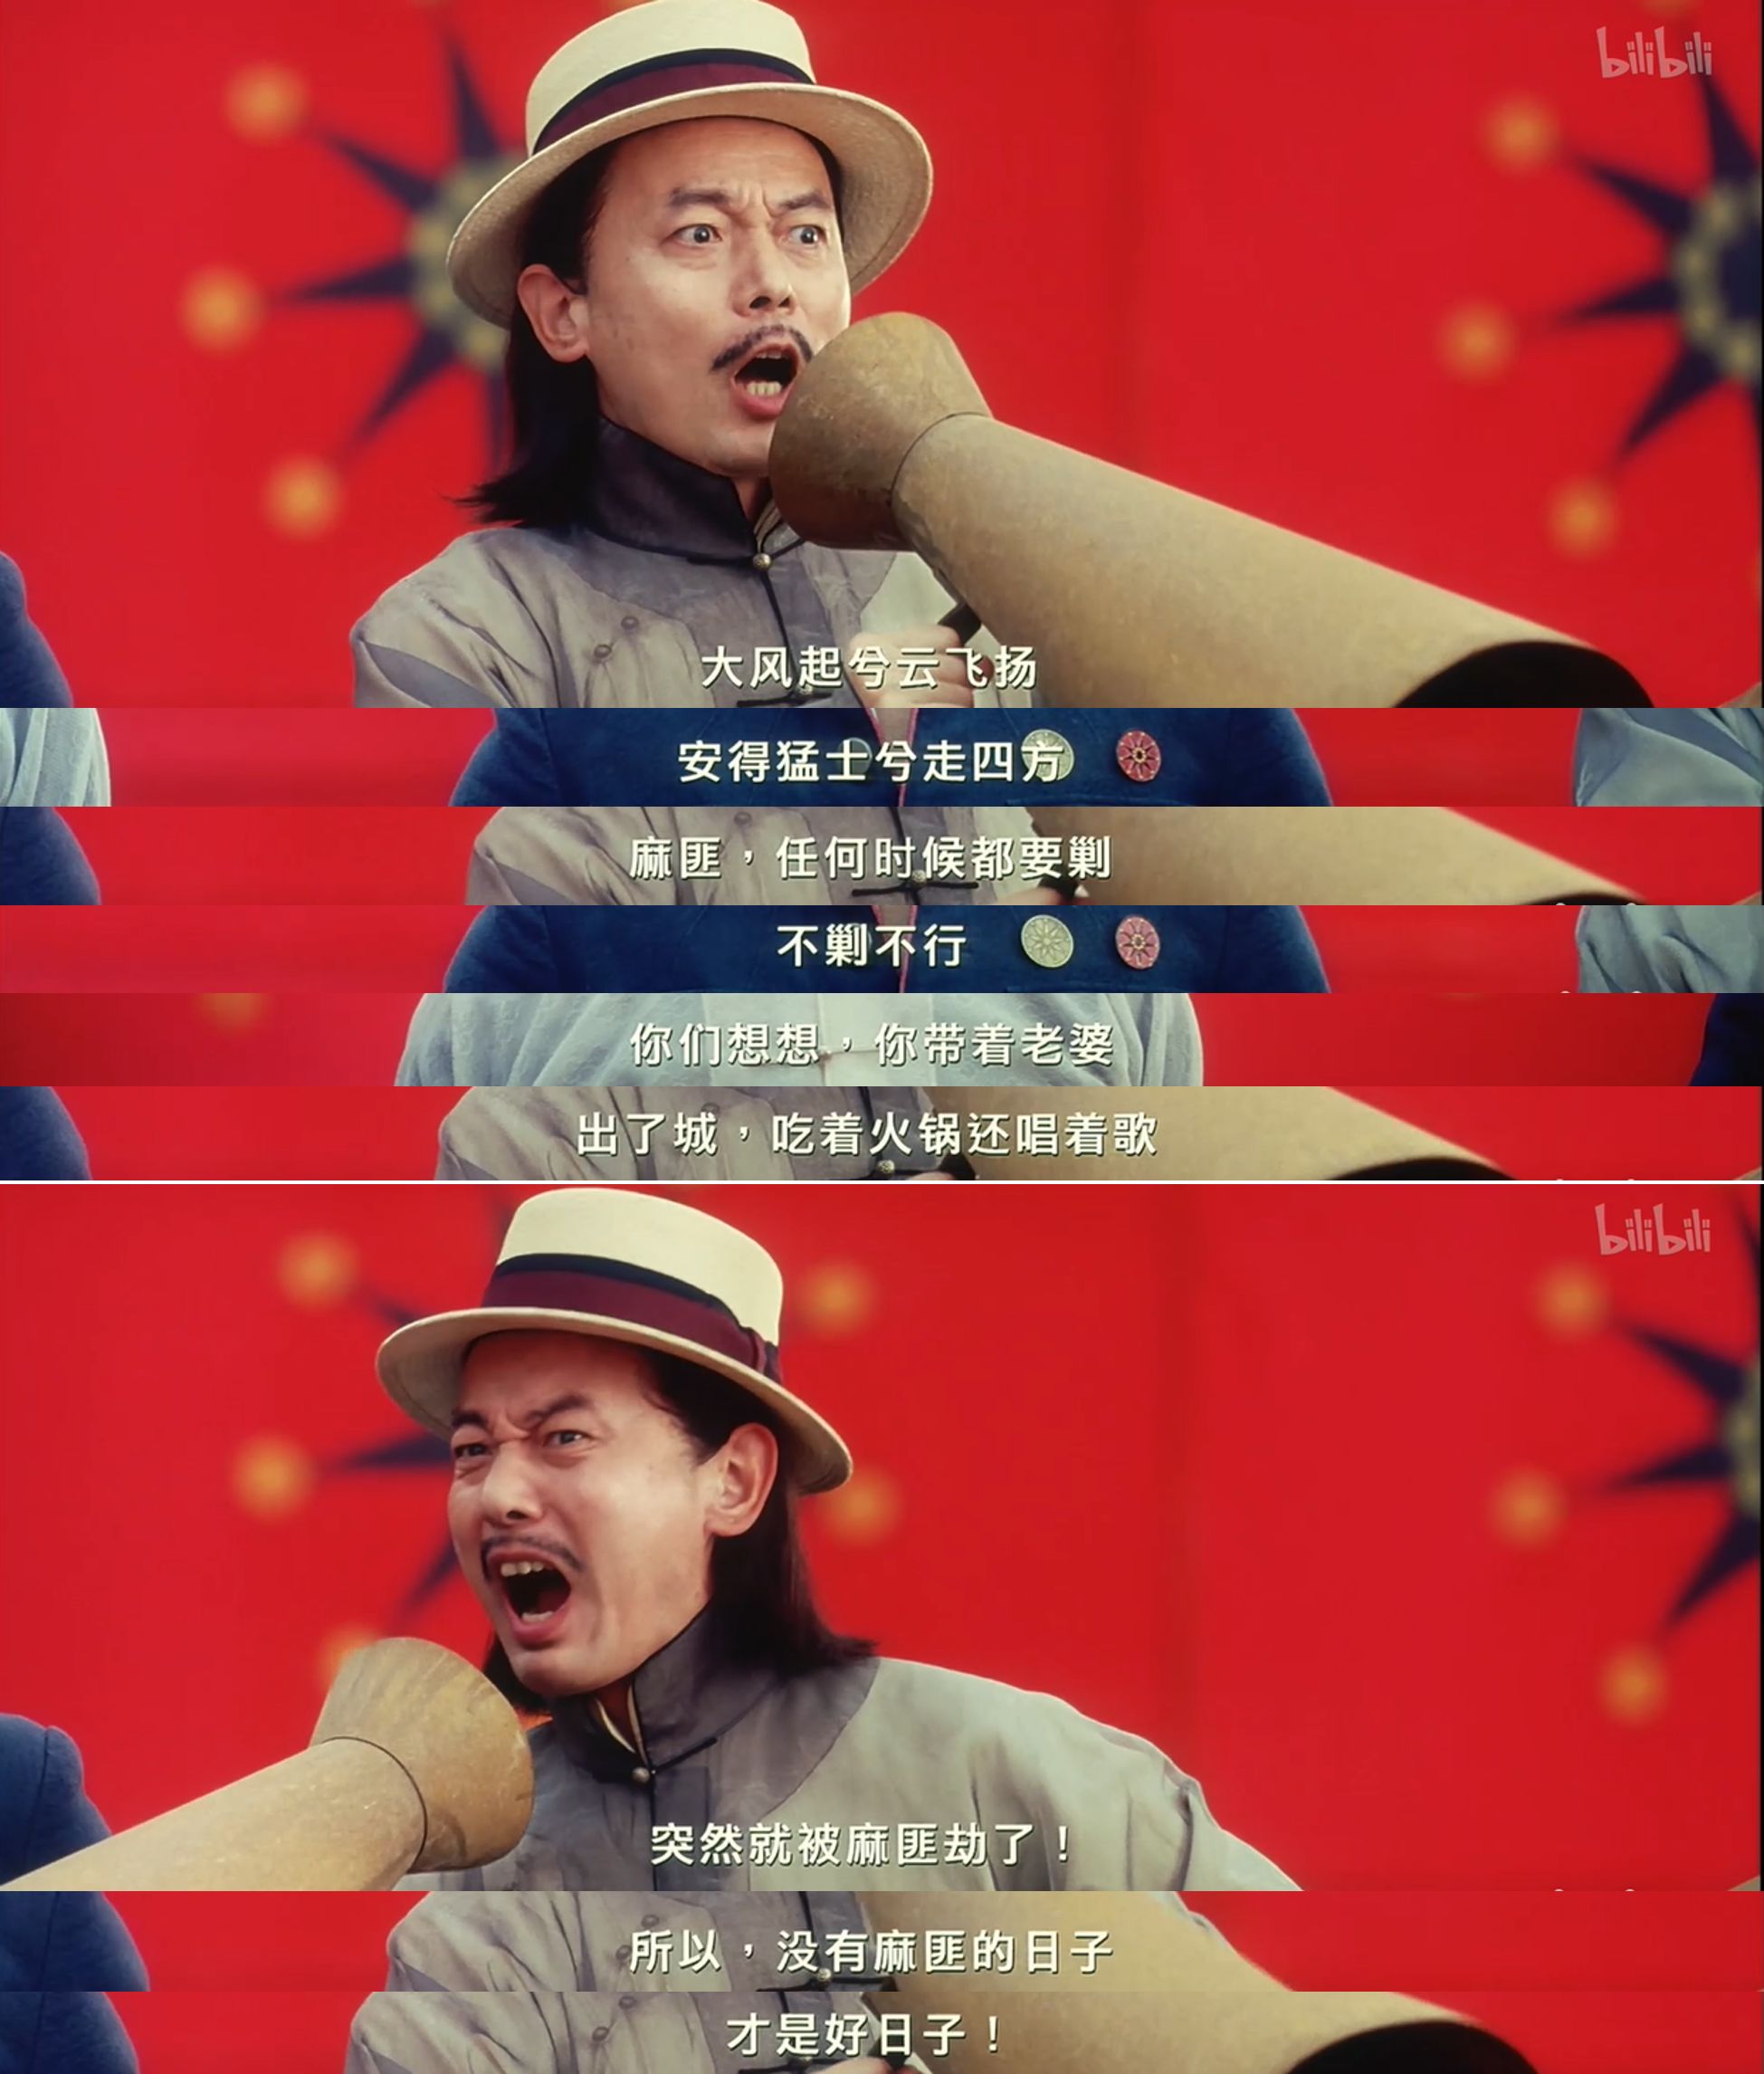 bilibili
大风起兮云飞扬
安得猛士兮走四方
麻匪，任何时候都要剿
不剿不行
你们想想，你带着老婆
出了城，吃着火锅还唱着歌
bilibili
突然就被麻匪劫了！
所以，没有麻匪的日子
才是好日子！